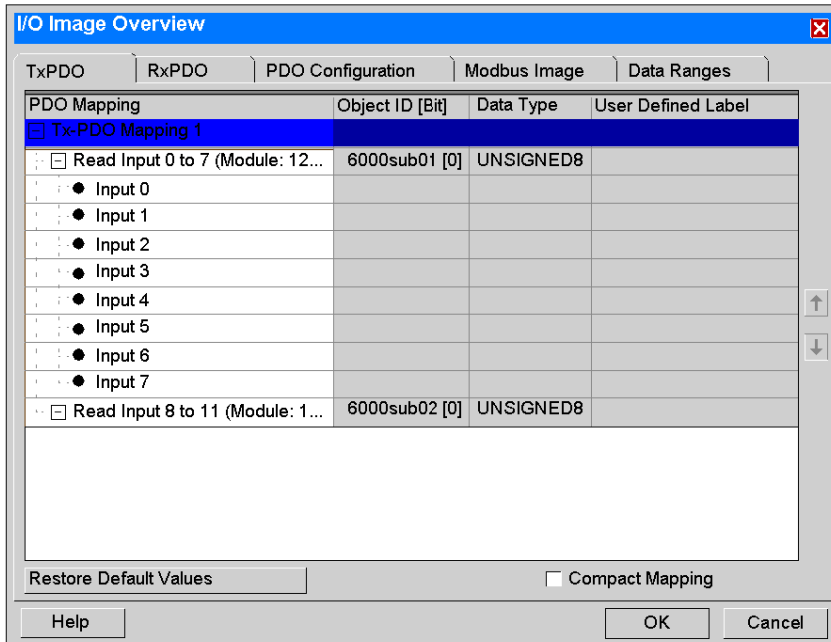 I/O Image Overview
TxPDO RxPDO PDO Configuration Modbus Image Data Ranges
PDO Mapping Object ID [Bit] Data Type User Defined Label
Tx-PDO Mapping 1
Read Input 0 to 7 (Module: 12... 6000sub01 [0] UNSIGNED8
Input 0
Input 1
Input 2
Input 3
Input 4
Input 5
Input 6
Input 7
Read Input 8 to 11 (Module: 1... 6000sub02 [0] UNSIGNED8
Restore Default Values Compact Mapping
Help OK Cancel